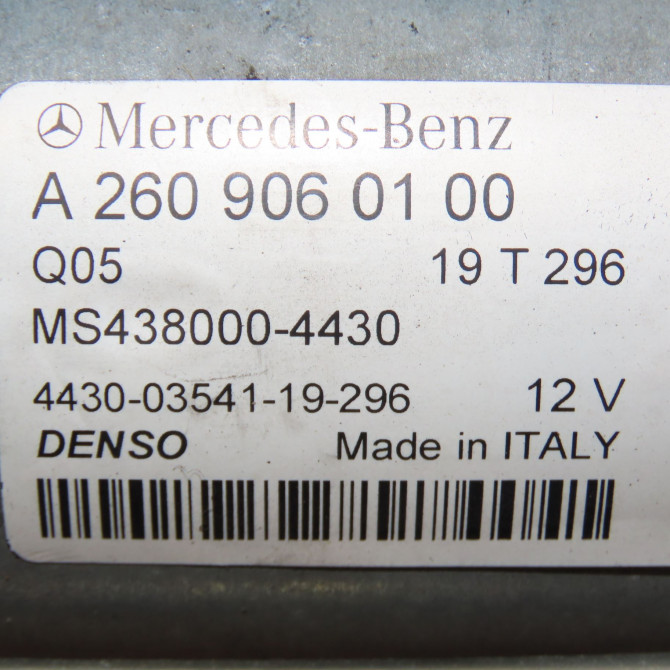 Mercedes-Benz
A 260 906 01 00
Q05 19 T 296
MS438000-4430
4430-03541-19-296 12 V
DENSO Made in ITALY